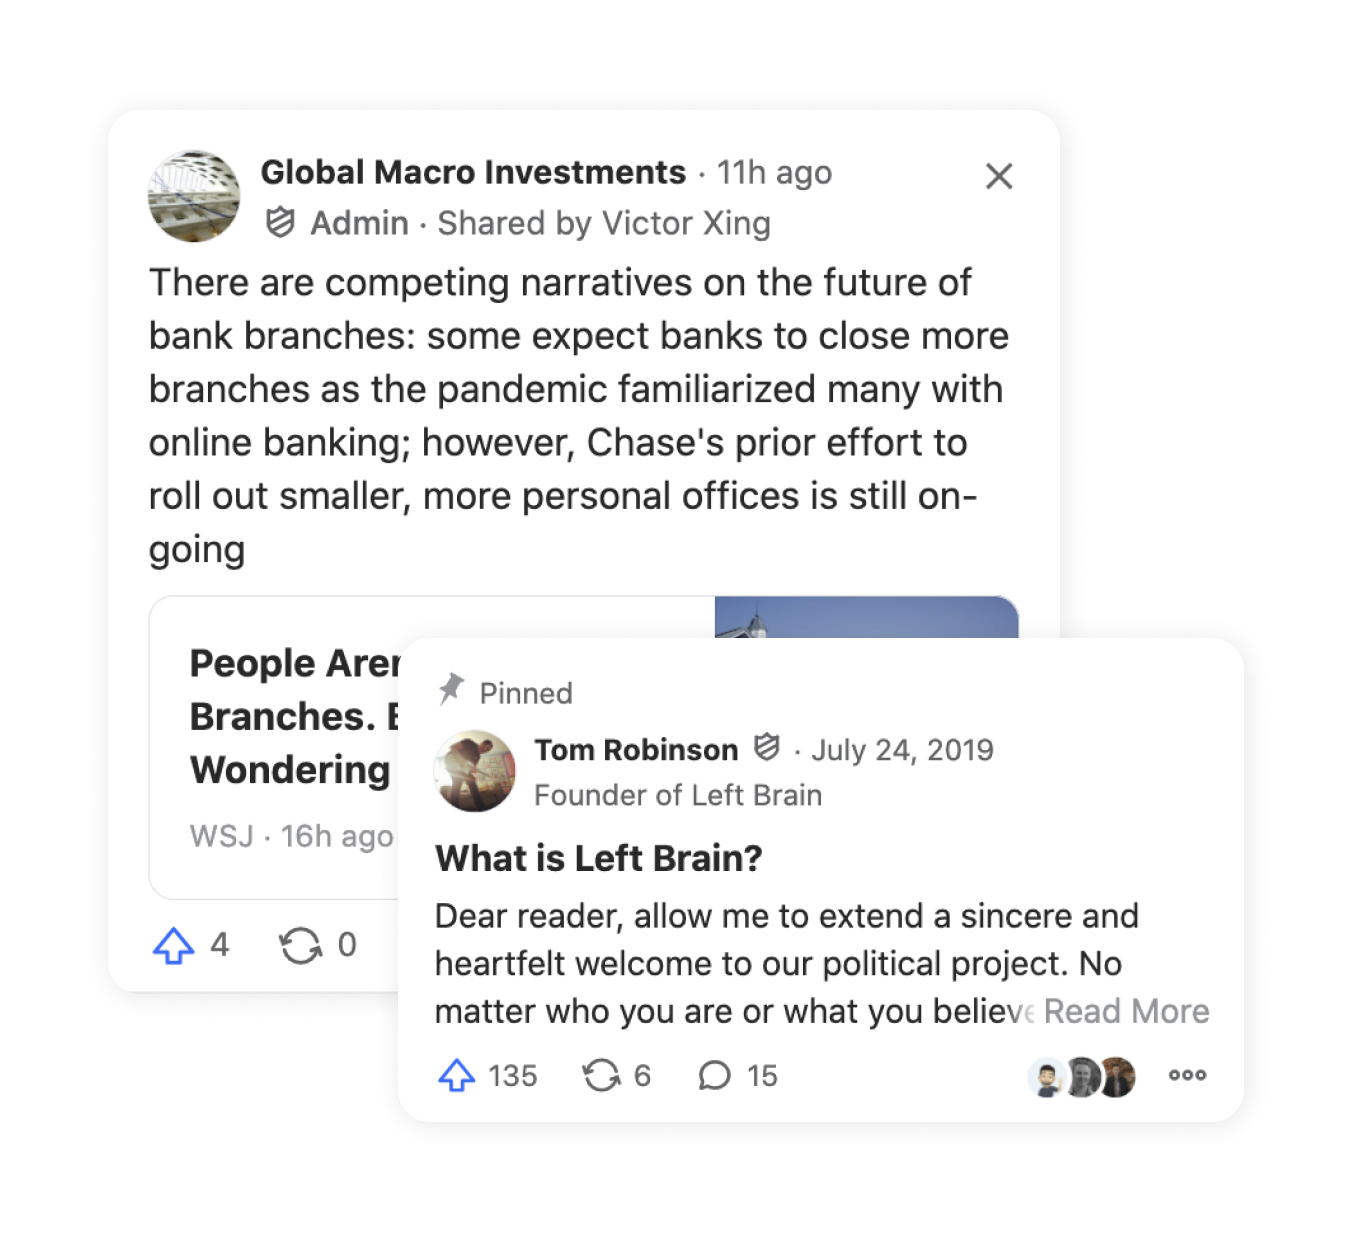 Global Macro Investments · 11h ago
Admin · Shared by Victor Xing
There are competing narratives on the future of
bank branches: some expect banks to close more
branches as the pandemic familiarized many with
online banking; however, Chase's prior effort to
roll out smaller, more personal offices is still on-
going
People
Branches.
Wondering
WSJ · 16h ago
4 0
Pinned
Tom Robinson · July 24, 2019
Founder of Left Brain
What is Left Brain?
Dear reader, allow me to extend a sincere and
heartfelt welcome to our political project. No
matter who you are or what you believe Read More
135 6 15